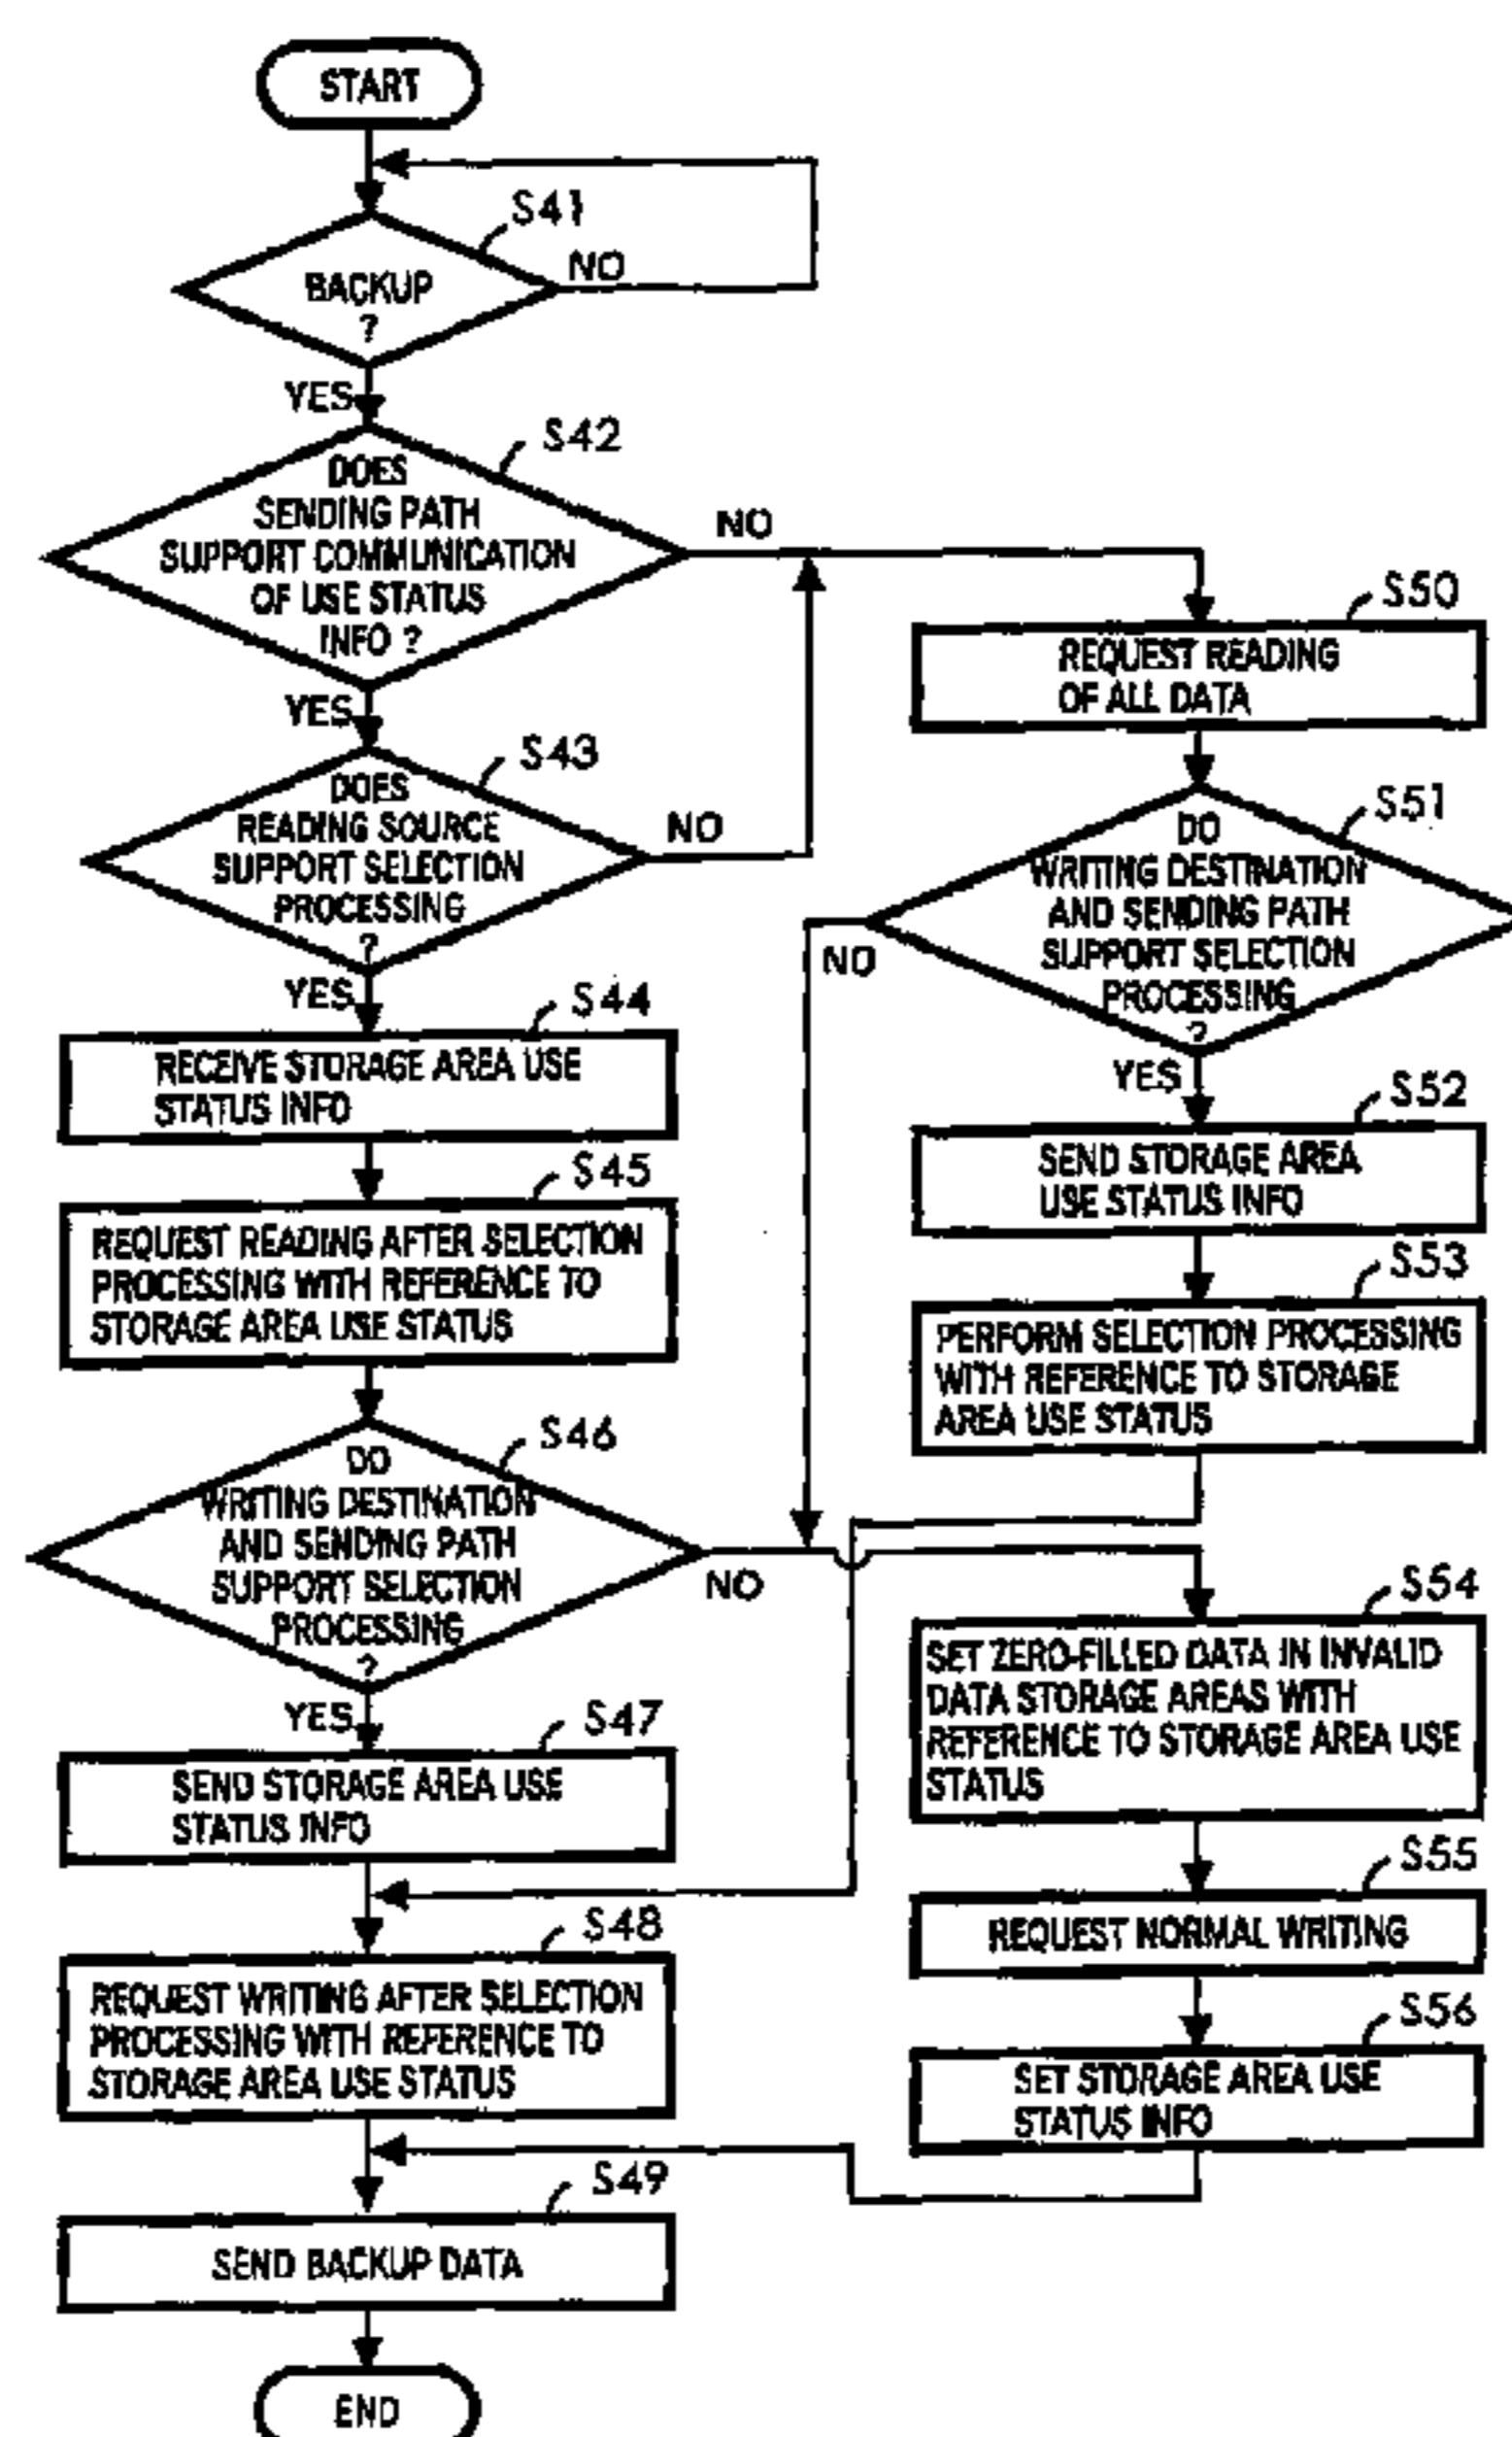 START
S41
BACKUP
?
NO
YES
S42
DOES
SENDING PATH
SUPPORT COMMUNICATION
OF USE STATUS
INFO ?
NO
YES
S43
DOES
READING SOURCE
SUPPORT SELECTION
PROCESSING
?
NO
YES
S44
RECEIVE STORAGE AREA USE
STATUS INFO
S45
REQUEST READING AFTER SELECTION
PROCESSING WITH REFERENCE TO
STORAGE AREA USE STATUS
S46
DO
WRITING DESTINATION
AND SENDING PATH
SUPPORT SELECTION
PROCESSING
?
NO
YES
S47
SEND STORAGE AREA USE
STATUS INFO
S48
REQUEST WRITING AFTER SELECTION
PROCESSING WITH REFERENCE TO
STORAGE AREA USE STATUS
S49
SEND BACKUP DATA
END
S50
REQUEST READING
OF ALL DATA
S51
DO
WRITING DESTINATION
AND SENDING PATH
SUPPORT SELECTION
PROCESSING
?
NO
YES
S52
SEND STORAGE AREA
USE STATUS INFO
S53
PERFORM SELECTION PROCESSING
WITH REFERENCE TO STORAGE
AREA USE STATUS
S54
SET ZERO-FILLED DATA IN INVALID
DATA STORAGE AREAS WITH
REFERENCE TO STORAGE AREA USE
STATUS
S55
REQUEST NORMAL WRITING
S56
SET STORAGE AREA USE
STATUS INFO